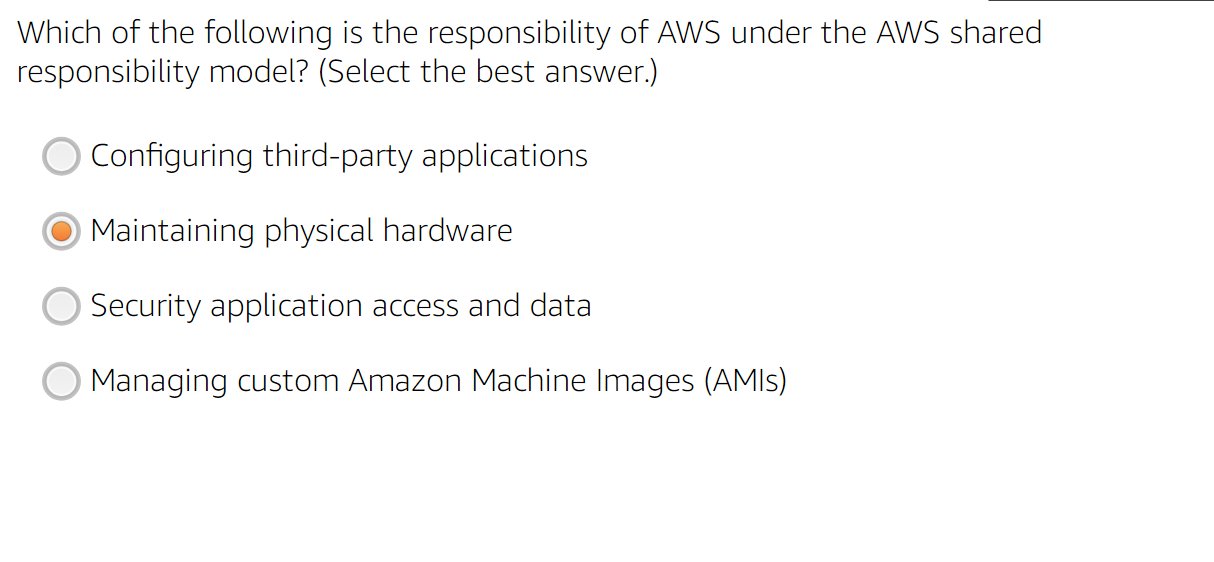 Which of the following is the responsibility of AWS under the AWS shared
responsibility model? (Select the best answer.)
Configuring third-party applications
Maintaining physical hardware
Security application access and data
Managing custom Amazon Machine Images (AMIs)